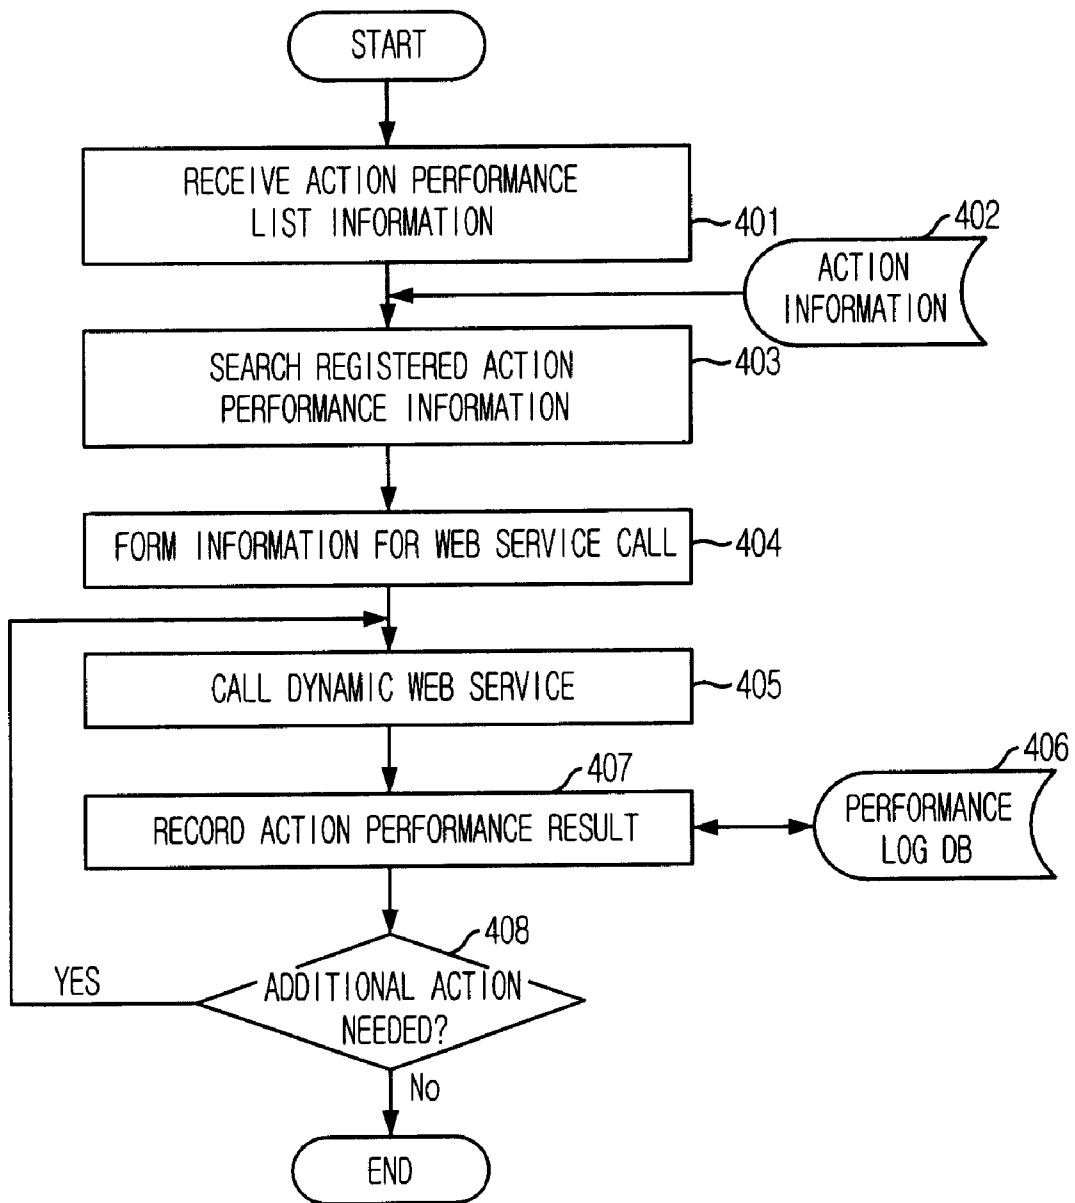 START
RECEIVE ACTION PERFORMANCE
LIST INFORMATION
401
402
ACTION
INFORMATION
SEARCH REGISTERED ACTION
PERFORMANCE INFORMATION
403
FORM INFORMATION FOR WEB SERVICE CALL
404
CALL DYNAMIC WEB SERVICE
405
407
RECORD ACTION PERFORMANCE RESULT
406
PERFORMANCE
LOG DB
408
YES
ADDITIONAL ACTION
NEEDED?
No
END